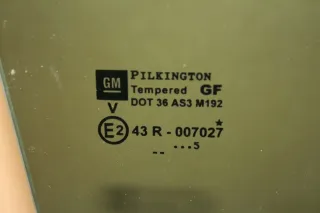 GM PILKINGTON
Tempered GF
DOT 36 AS3 M192
V
E2 43 R - 007027
-- ...5